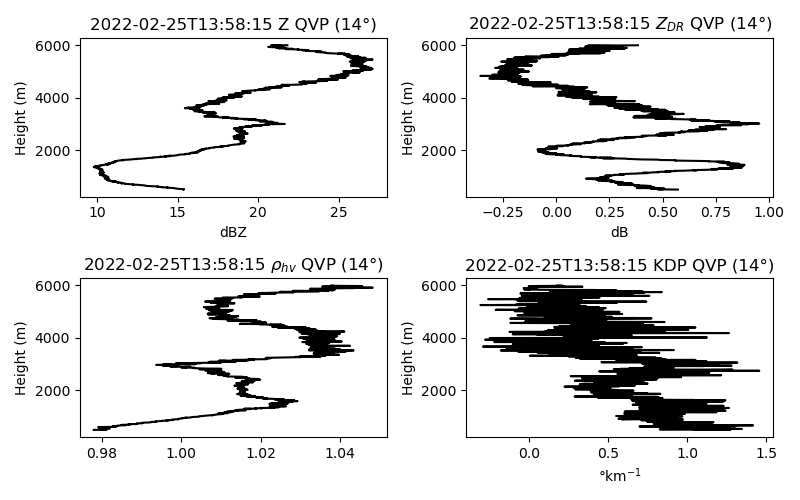 2022-02-25T13:58:15 Z QVP (14°)
6000
4000
2000
Height (m)
10 15 20 25
dBZ
2022-02-25T13:58:15 Z_DR QVP (14°)
6000
4000
2000
Height (m)
−0.25 0.00 0.25 0.50 0.75 1.00
dB
2022-02-25T13:58:15 ρ_hv QVP (14°)
6000
4000
2000
Height (m)
0.98 1.00 1.02 1.04
2022-02-25T13:58:15 KDP QVP (14°)
6000
4000
2000
Height (m)
0.0 0.5 1.0 1.5
°km⁻¹